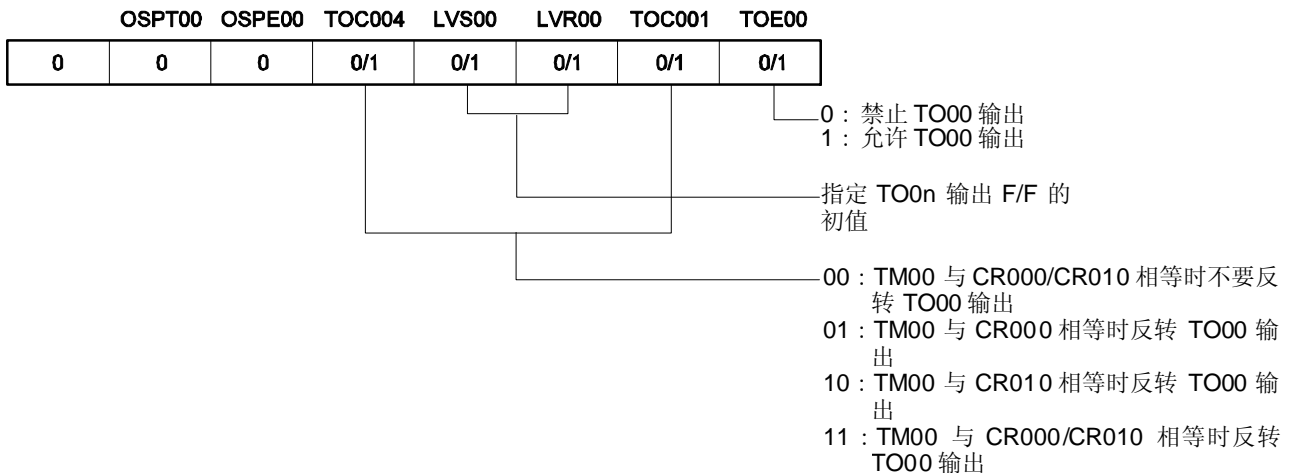 OSPT00 OSPE00 TOC004 LVS00 LVR00 TOC001 TOE00
0 0 0 0/1 0/1 0/1 0/1 0/1
0：禁止 TO00 输出
1：允许 TO00 输出
指定 TO0n 输出 F/F 的
初值
00：TM00 与 CR000/CR010 相等时不要反
转 TO00 输出
01：TM00 与 CR000 相等时反转 TO00 输
出
10：TM00 与 CR010 相等时反转 TO00 输
出
11：TM00 与 CR000/CR010 相等时反转
TO00 输出